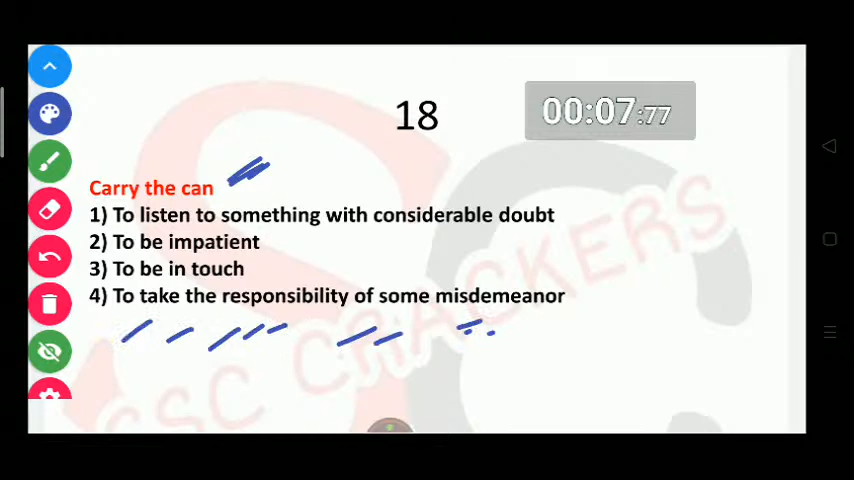 18
00:07:77
Carry the can
1) To listen to something with considerable doubt
2) To be impatient
3) To be in touch
4) To take the responsibility of some misdemeanor
SSC CRACKERS